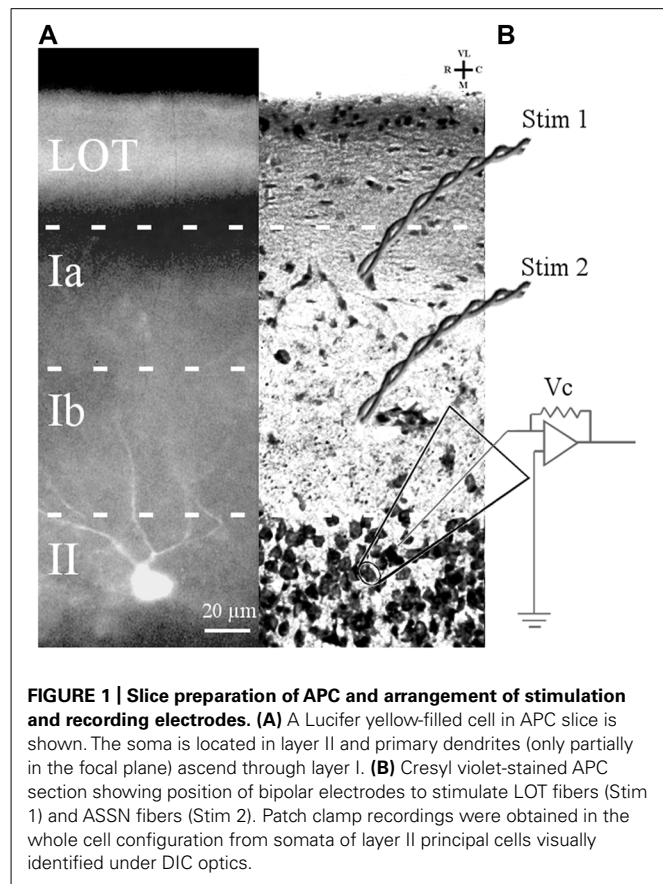 A
B
VL
R C
M
LOT
Stim 1
Ia
Stim 2
Ib
Vc
II
20 µm
FIGURE 1 | Slice preparation of APC and arrangement of stimulation
and recording electrodes. (A) A Lucifer yellow-filled cell in APC slice is
shown. The soma is located in layer II and primary dendrites (only partially
in the focal plane) ascend through layer I. (B) Cresyl violet-stained APC
section showing position of bipolar electrodes to stimulate LOT fibers (Stim
1) and ASSN fibers (Stim 2). Patch clamp recordings were obtained in the
whole cell configuration from somata of layer II principal cells visually
identified under DIC optics.